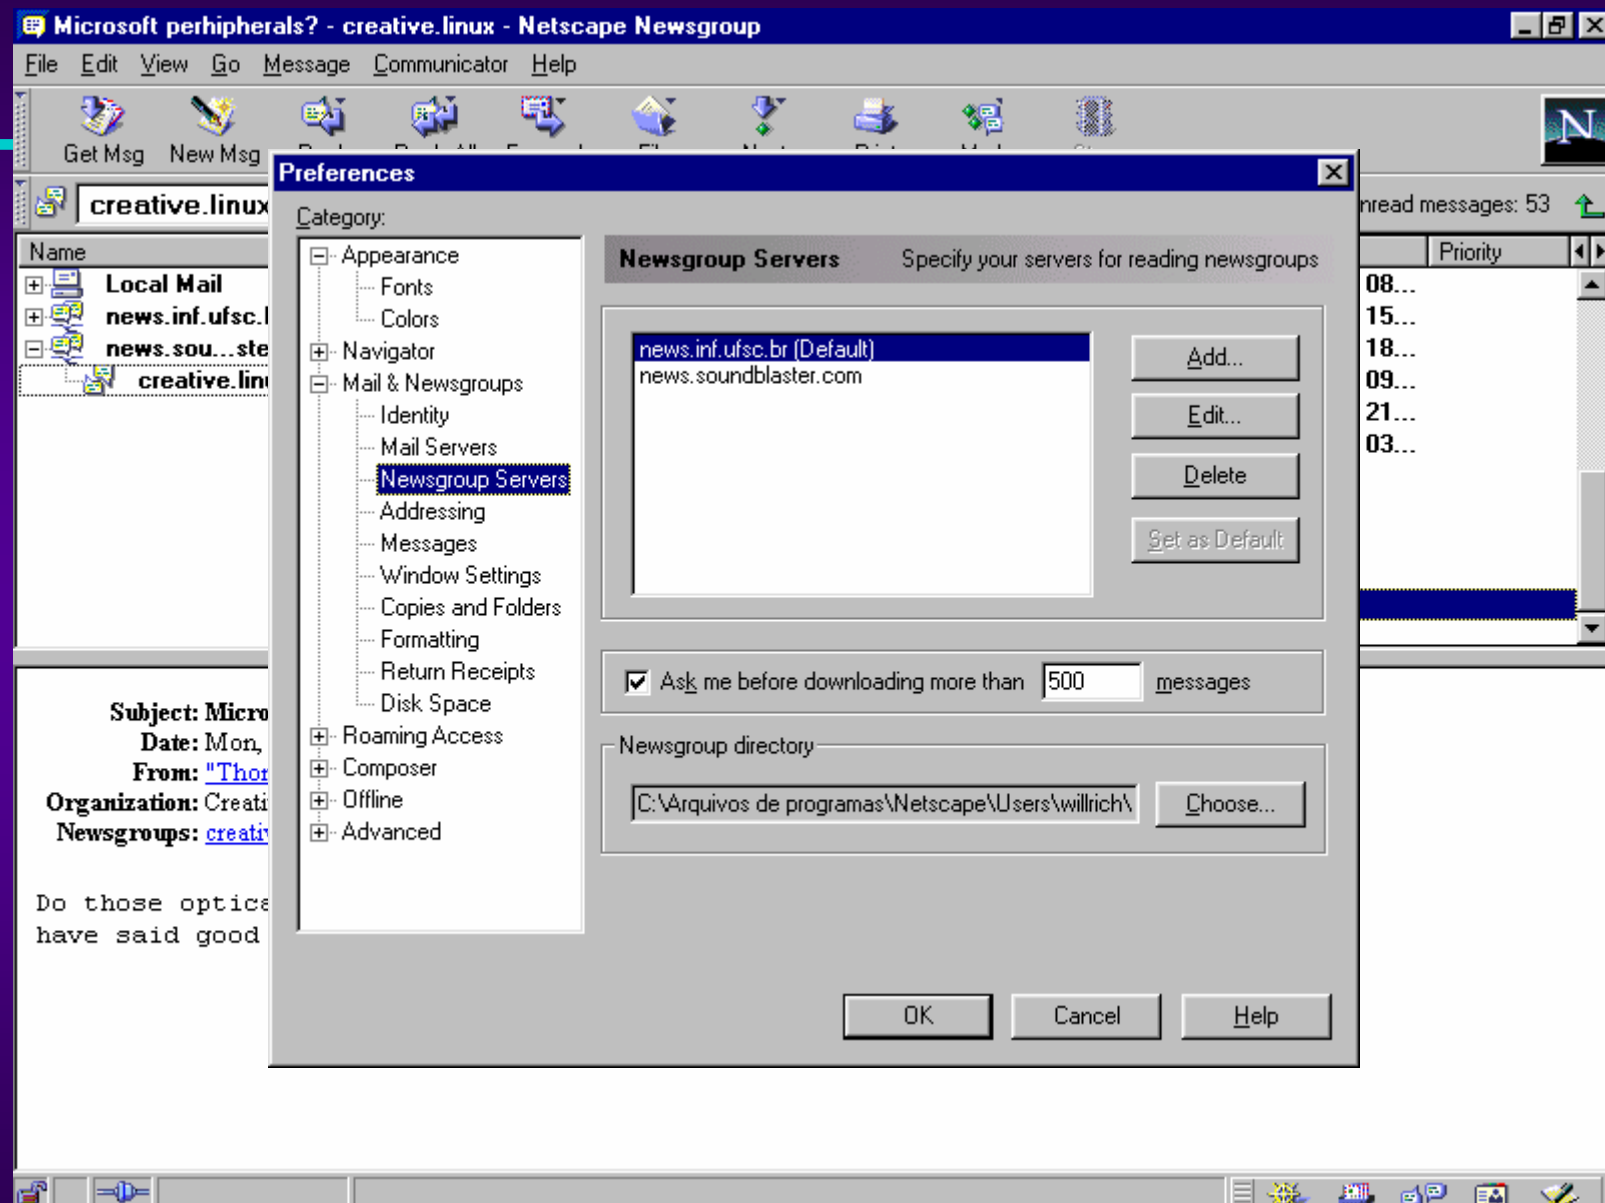 Microsoft perhipherals? - creative.linux - Netscape Newsgroup
File Edit View Go Message Communicator Help
Get Msg New Msg
creative.linux
messages: 53
Name
Priority
Local Mail
news.inf.ufsc.
news.sou...ste
creative.linu
08...
15...
18...
09...
21...
03...
Subject: Micro
Date: Mon,
From: "Thor
Organization: Creati
Newsgroups: creativ
Do those optica
have said good
Preferences
Category:
Appearance
Fonts
Colors
Navigator
Mail & Newsgroups
Identity
Mail Servers
Newsgroup Servers
Addressing
Messages
Window Settings
Copies and Folders
Formatting
Return Receipts
Disk Space
Roaming Access
Composer
Offline
Advanced
Newsgroup Servers Specify your servers for reading newsgroups
news.inf.ufsc.br (Default)
news.soundblaster.com
Add...
Edit...
Delete
Set as Default
Ask me before downloading more than 500 messages
Newsgroup directory
C:\Arquivos de programas\Netscape\Users\willrich\
Choose...
OK Cancel Help
N